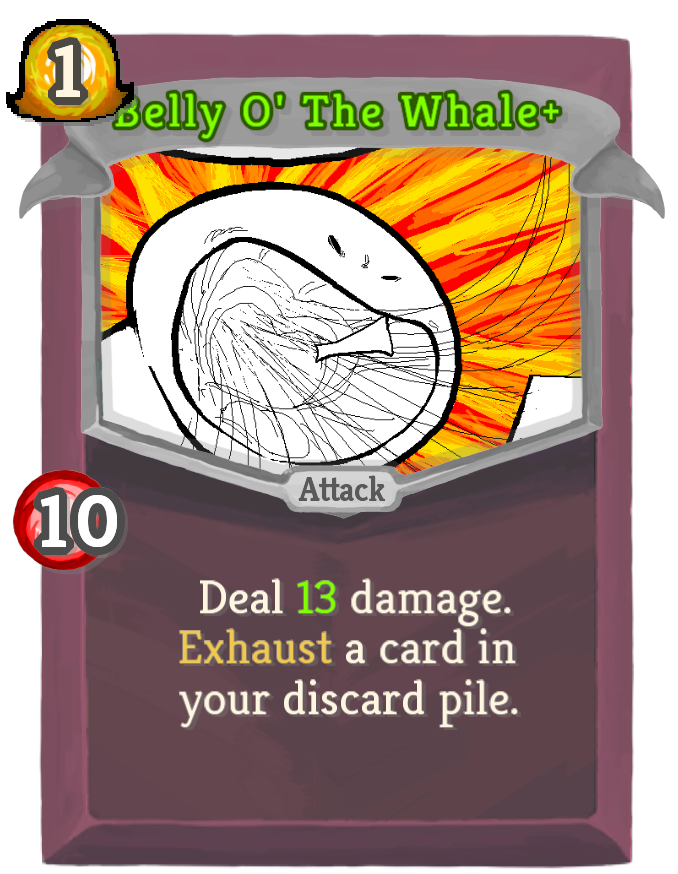 1
Belly O' The Whale+
Attack
10
Deal 13 damage.
Exhaust a card in
your discard pile.